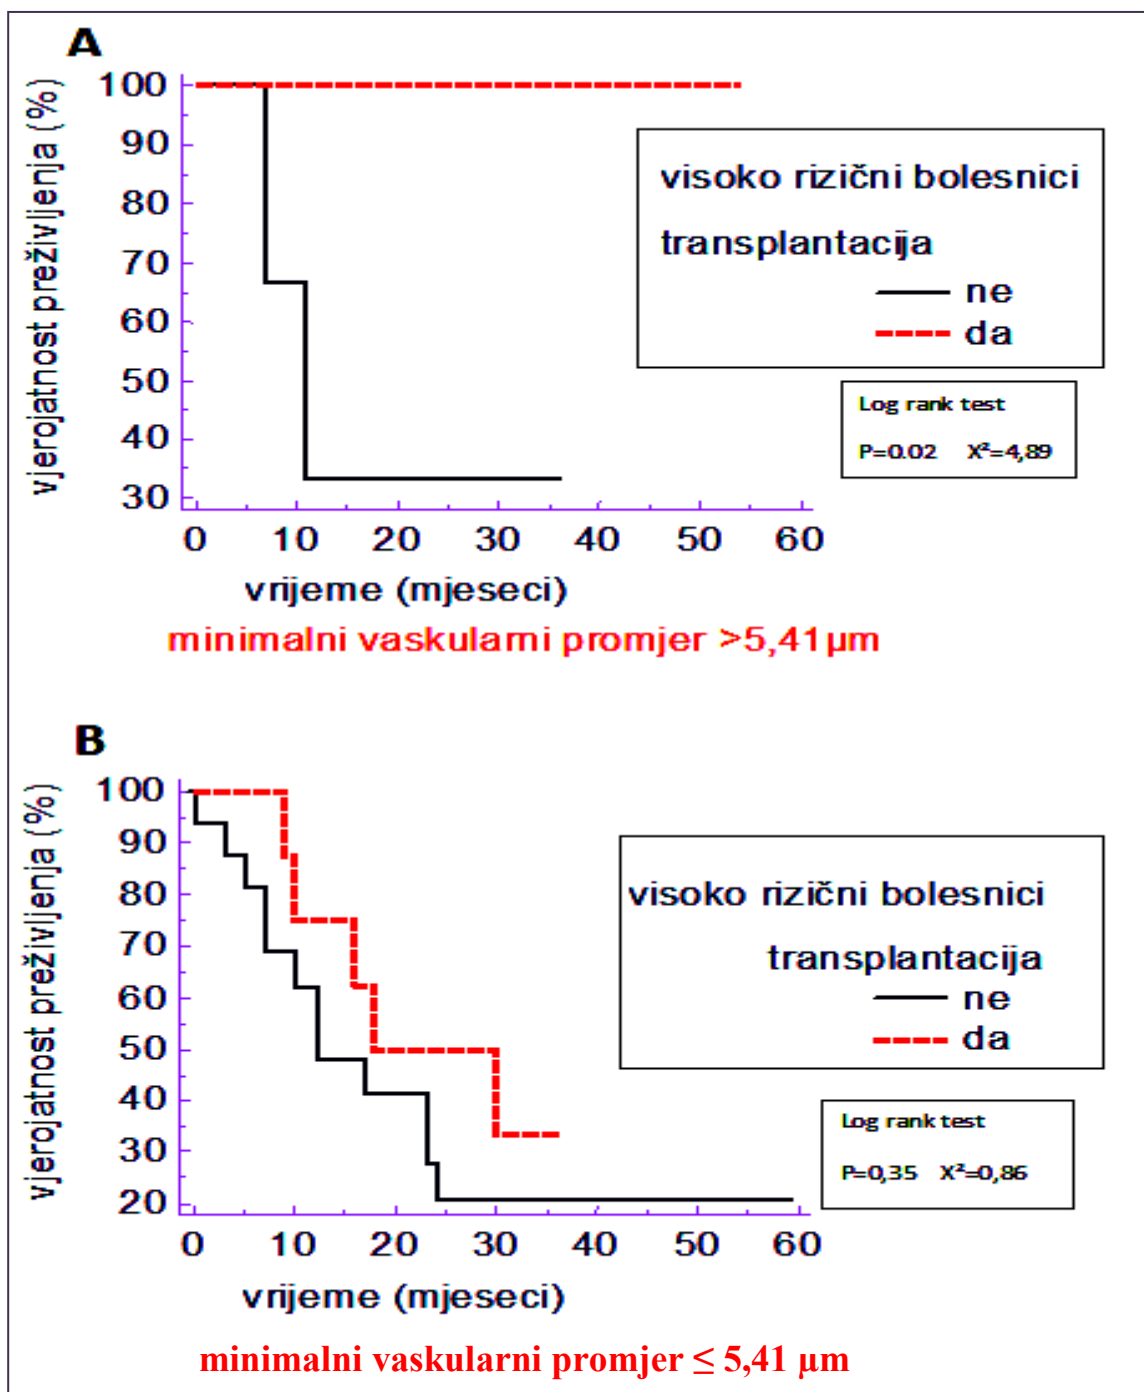 A
vjerojatnost preživljenja (%)
100
90
80
70
60
50
40
30
0 10 20 30 40 50 60
vrijeme (mjeseci)
visoko rizični bolesnici
transplantacija
ne
da
Log rank test
P=0.02 X²=4,89
minimalni vaskularni promjer >5,41µm
B
vjerojatnost preživljenja (%)
100
90
80
70
60
50
40
30
20
0 10 20 30 40 50 60
vrijeme (mjeseci)
visoko rizični bolesnici
transplantacija
ne
da
Log rank test
P=0,35 X²=0,86
minimalni vaskularni promjer ≤ 5,41 µm